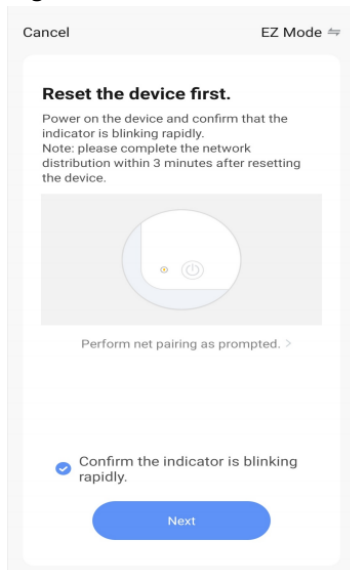 Cancel EZ Mode ⇋
Reset the device first.
Power on the device and confirm that the
indicator is blinking rapidly.
Note: please complete the network
distribution within 3 minutes after resetting
the device.
Perform net pairing as prompted. >
Confirm the indicator is blinking
rapidly.
Next